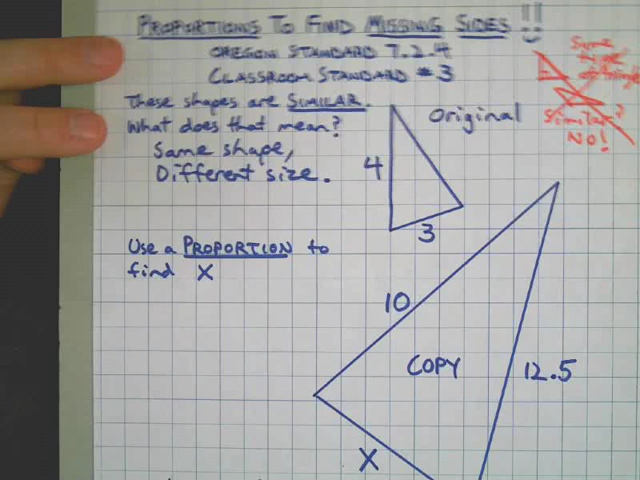 PROPORTIONS TO FIND MISSING SIDES !!
OREGON STANDARD 7.2.4
CLASSROOM STANDARD #3
These shapes are SIMILAR.
What does that mean?
Same shape,
Different size.
Original
4
3
Same
Similar?
NO!
Use a PROPORTION to
find X
10
COPY
12.5
X